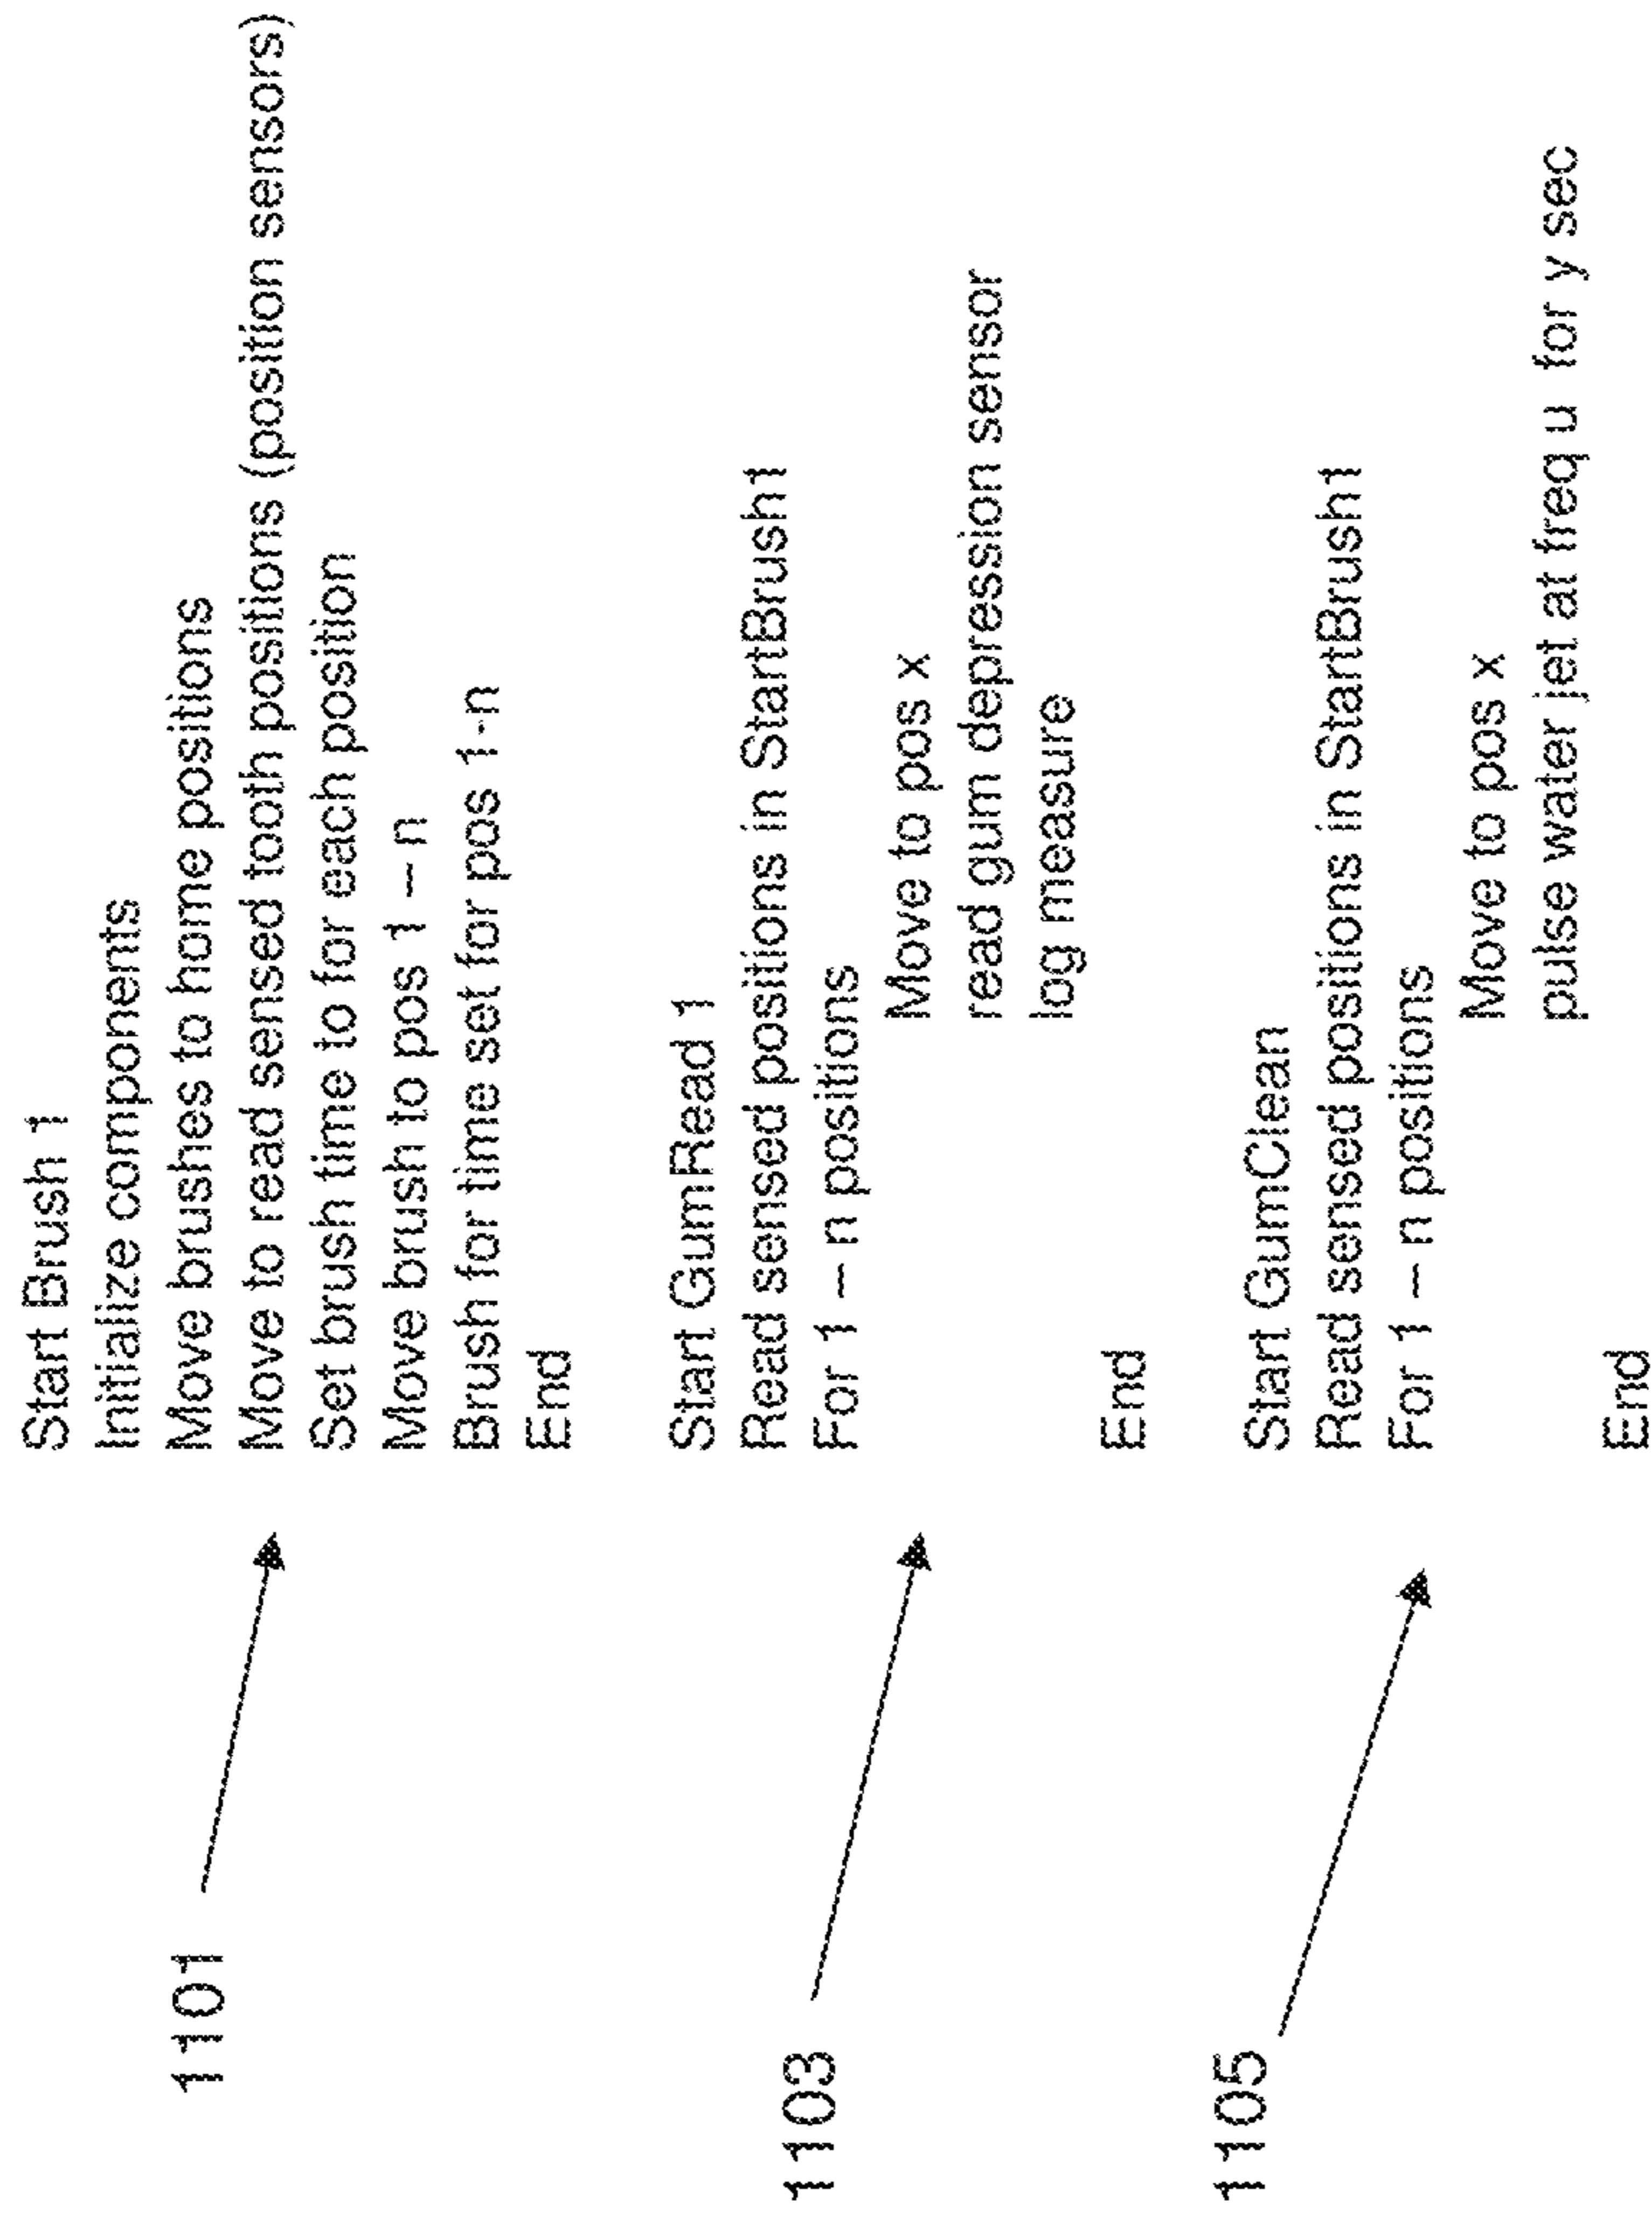 Start Brush 1
Initialize components
Move brushes to home positions
Move to read sensed tooth positions (position sensors)
Set brush time to for each position
Move brush to pos 1 – n
Brush for time set for pos 1-n
End
1101
Start GumRead 1
Read sensed positions in StartBrush1
For 1 – n positions
Move to pos x
read gum depression sensor
log measure
End
1103
Start GumClean
Read sensed positions in StartBrush1
For 1 – n positions
Move to pos x
pulse water jet at freq u for y sec
End
1105